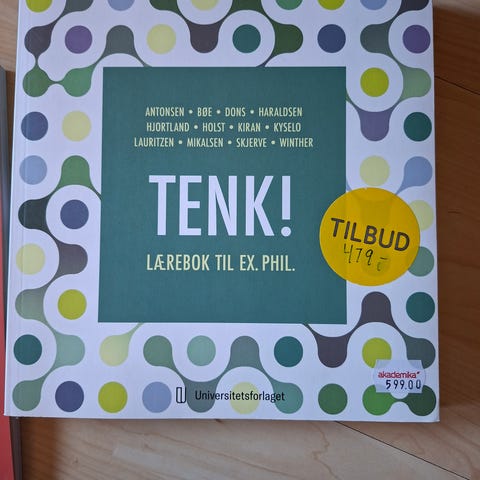 ANTONSEN • BØE • DONS • HARALDSEN
HJORTLAND • HOLST • KIRAN • KYSELO
LAURITZEN • MIKALSEN • SKJERVE • WINTHER
TENK!
LÆREBOK TIL EX. PHIL.
TILBUD
479,-
akademika
599.00
Universitetsforlaget